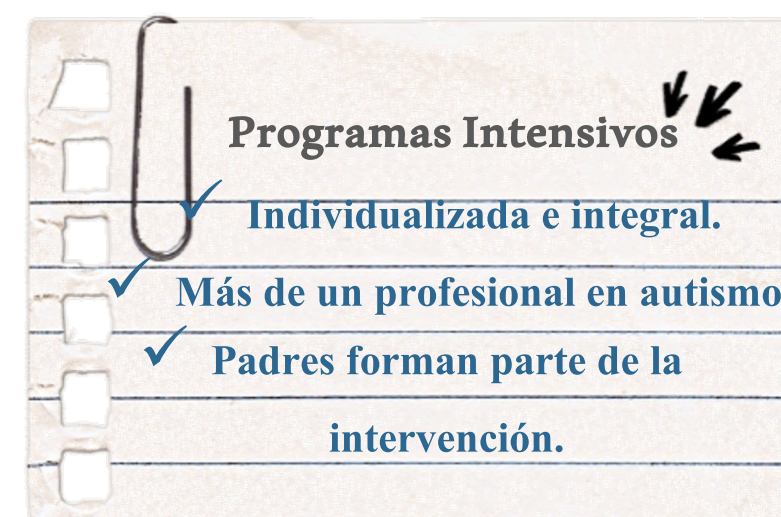 Programas Intensivos
✓ Individualizada e integral.
✓ Más de un profesional en autismo
✓ Padres forman parte de la
intervención.